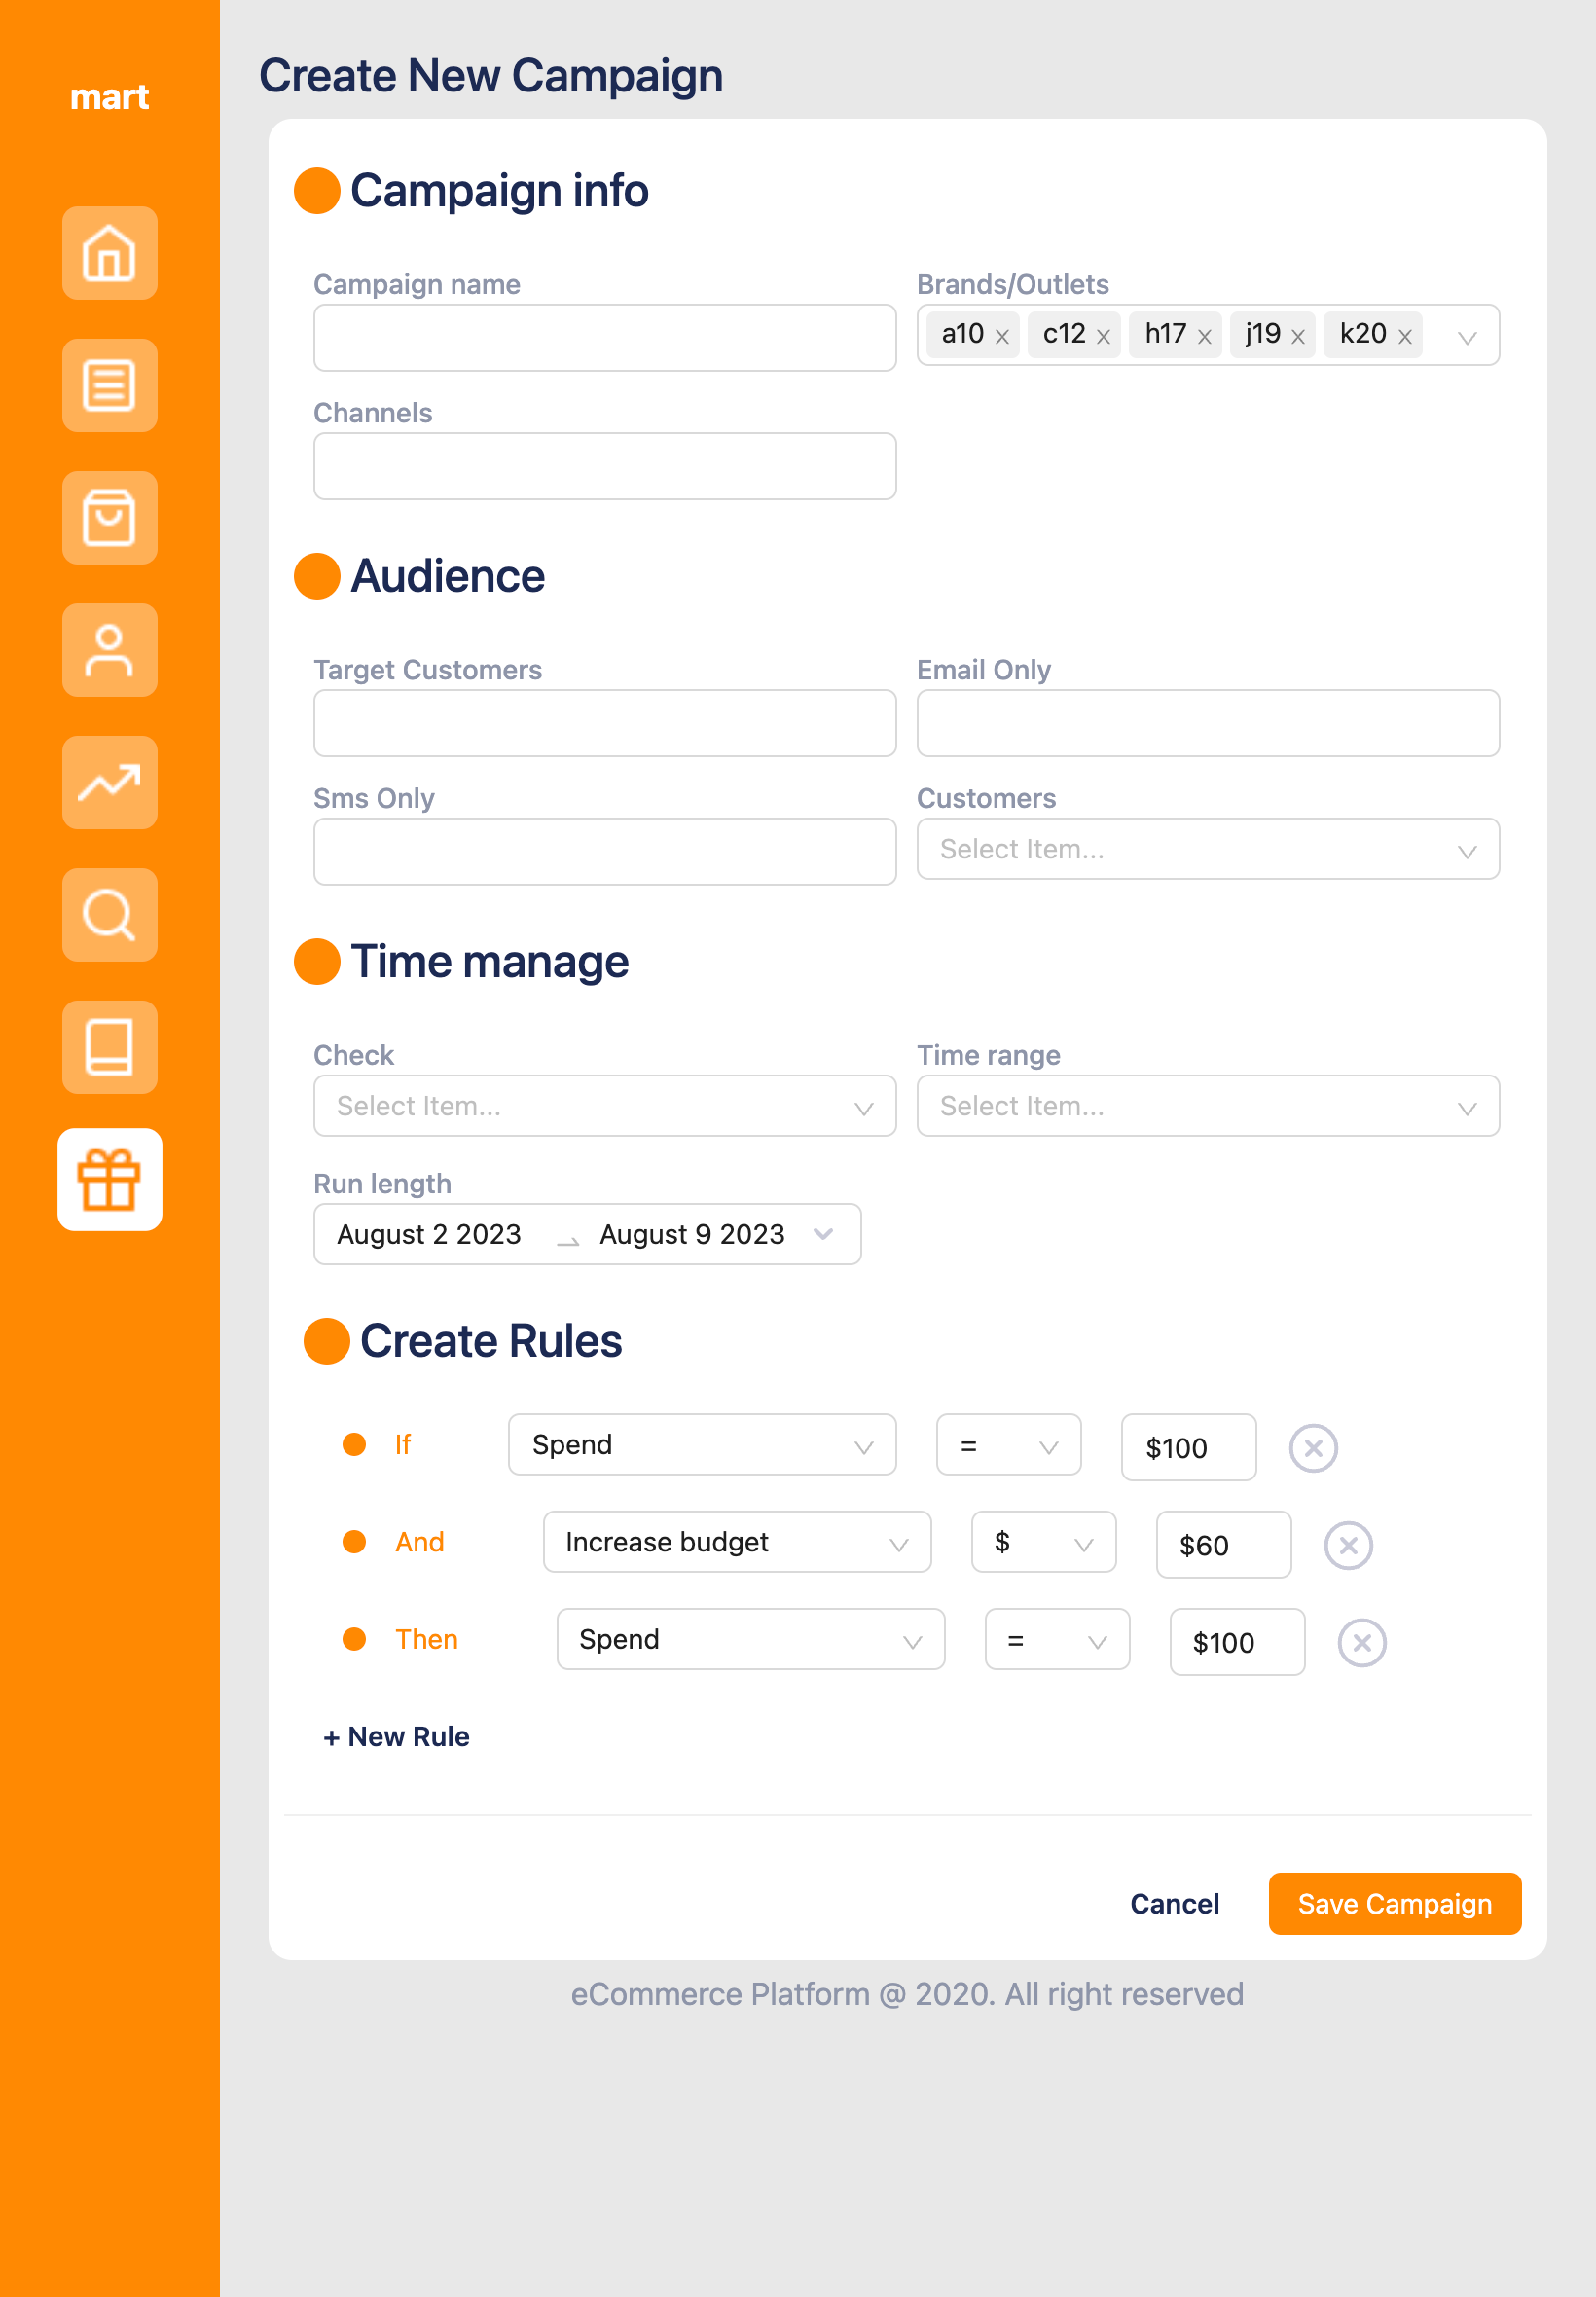 mart
Create New Campaign
Campaign info
Campaign name
Brands/Outlets
a10 c12 h17 j19 k20
Channels
Audience
Target Customers
Email Only
Sms Only
Customers
Select Item...
Time manage
Check
Time range
Select Item...
Select Item...
Run length
August 2 2023 → August 9 2023
Create Rules
If Spend = $100
And Increase budget $ $60
Then Spend = $100
+ New Rule
Cancel
Save Campaign
eCommerce Platform @ 2020. All right reserved